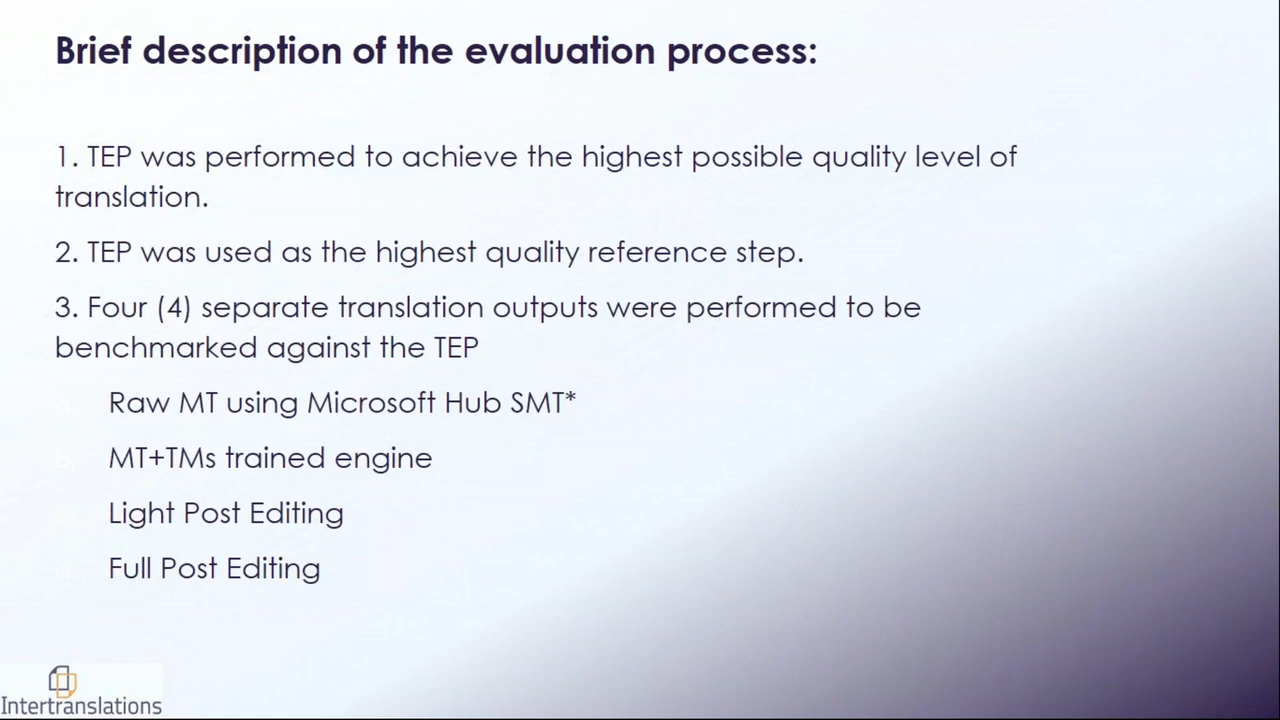 Brief description of the evaluation process:
1. TEP was performed to achieve the highest possible quality level of
translation.
2. TEP was used as the highest quality reference step.
3. Four (4) separate translation outputs were performed to be
benchmarked against the TEP
Raw MT using Microsoft Hub SMT*
MT+TMs trained engine
Light Post Editing
Full Post Editing
Intertranslations